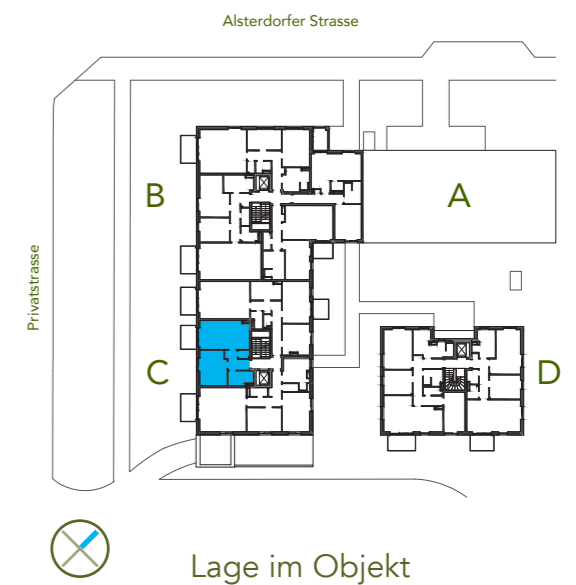 Alsterdorfer Strasse
B
A
Privatstrasse
C
D
Lage im Objekt